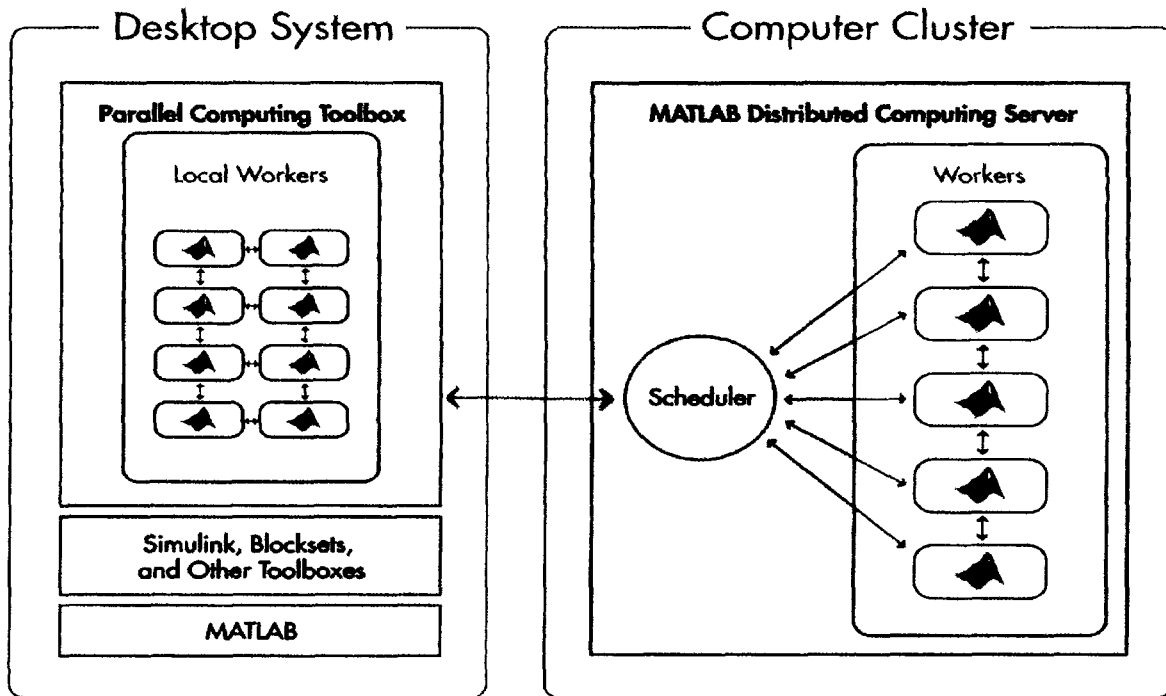 Desktop System
Parallel Computing Toolbox
Local Workers
Simulink, Blocksets,
and Other Toolboxes
MATLAB
Computer Cluster
MATLAB Distributed Computing Server
Workers
Scheduler